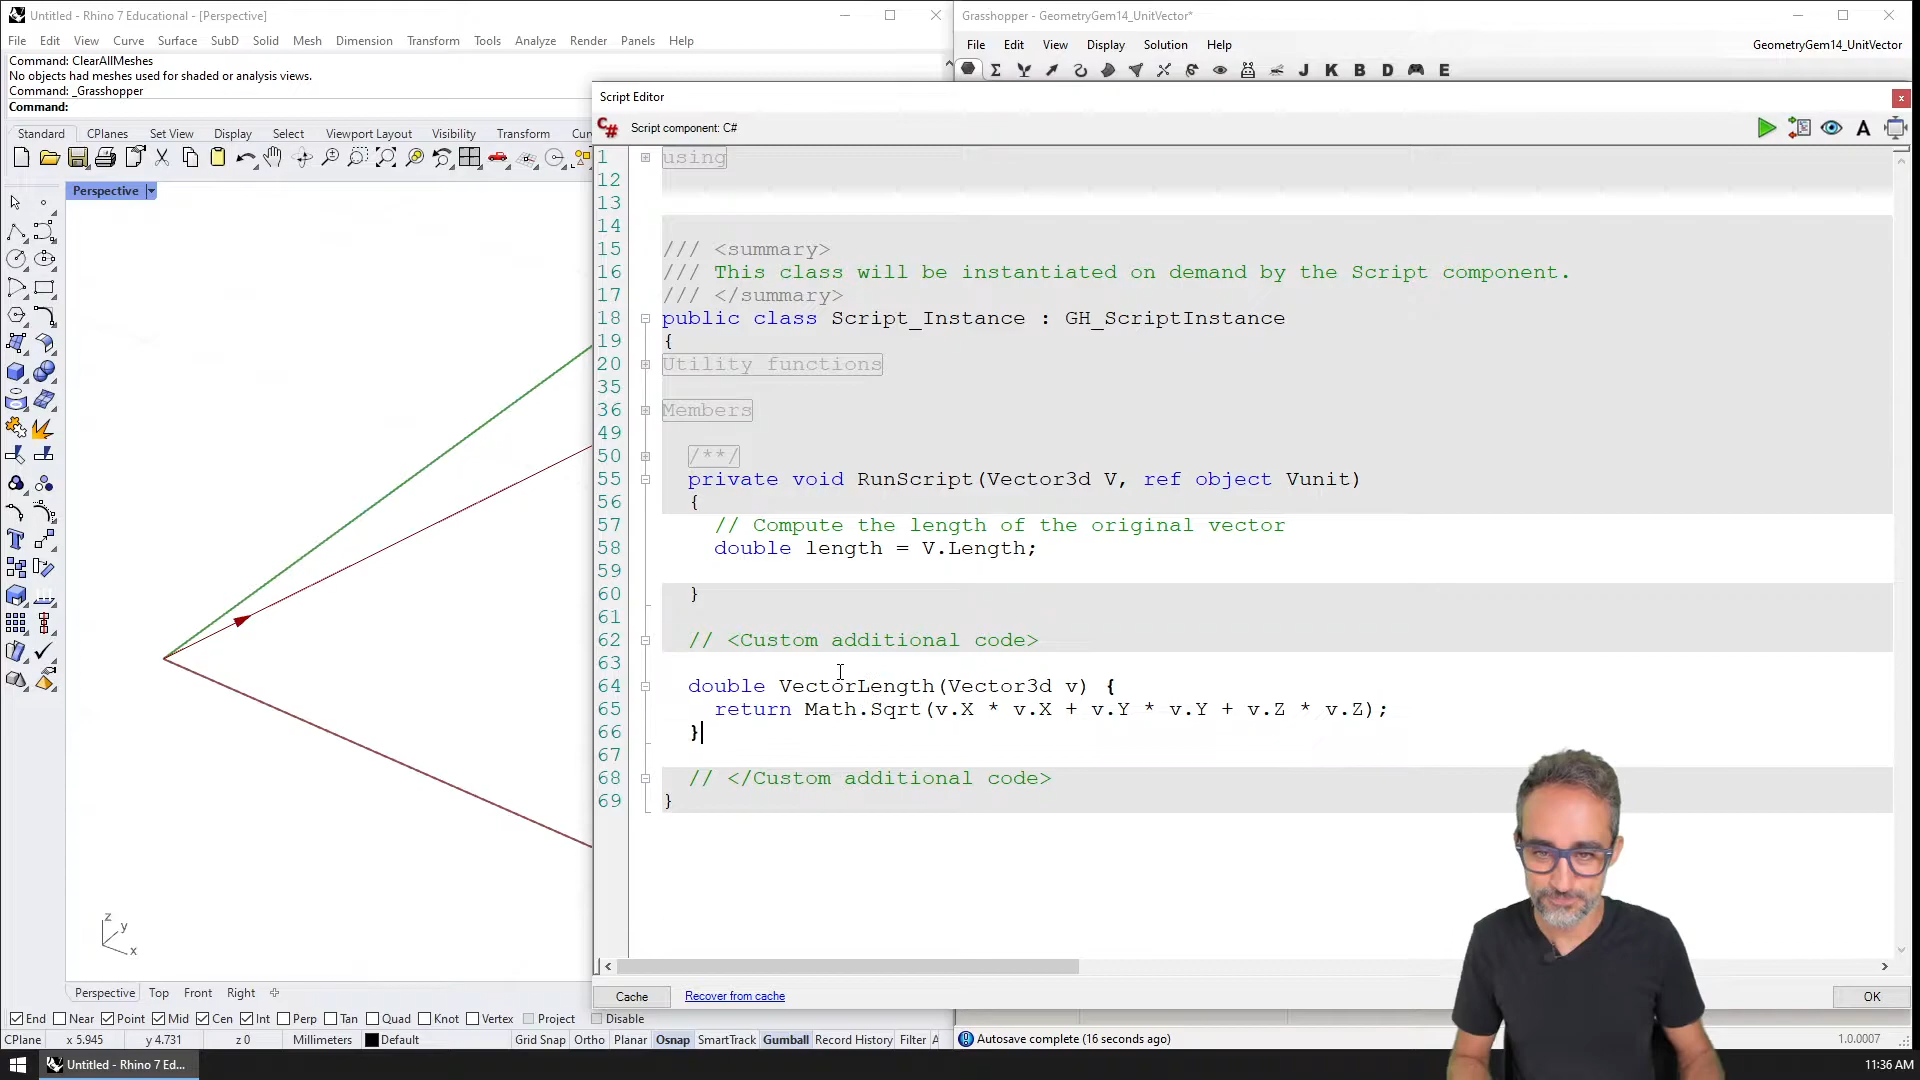 Untitled - Rhino 7 Educational - [Perspective]
File Edit View Curve Surface SubD Solid Mesh Dimension Transform Tools Analyze Render Panels Help
Command: ClearAllMeshes
No objects had meshes used for shaded or analysis views.
Command: _Grasshopper
Command:
Standard CPlanes Set View Display Select Viewport Layout Visibility Transform
Perspective
z
y
x
Perspective Top Front Right
End Near Point Mid Cen Int Perp Tan Quad Knot Vertex Project Disable
CPlane x 5.945 y 4.731 z 0 Millimeters Default Grid Snap Ortho Planar Osnap SmartTrack Gumball Record History Filter
Untitled - Rhino 7 Ed...
Grasshopper - GeometryGem14_UnitVector*
File Edit View Display Solution Help
GeometryGem14_UnitVector
J K B D E
Script Editor
C# Script component: C#
A
1 using
12
13
14
15 /// <summary>
16 /// This class will be instantiated on demand by the Script component.
17 /// </summary>
18 public class Script_Instance : GH_ScriptInstance
19 {
20 Utility functions
35
36 Members
49
50 /**/
55 private void RunScript(Vector3d V, ref object Vunit)
56 {
57 // Compute the length of the original vector
58 double length = V.Length;
59
60 }
61
62 // <Custom additional code>
63
64 double VectorLength(Vector3d v) {
65 return Math.Sqrt(v.X * v.X + v.Y * v.Y + v.Z * v.Z);
66 }
67
68 // </Custom additional code>
69 }
Cache Recover from cache OK
Autosave complete (16 seconds ago)
1.0.0007
11:36 AM